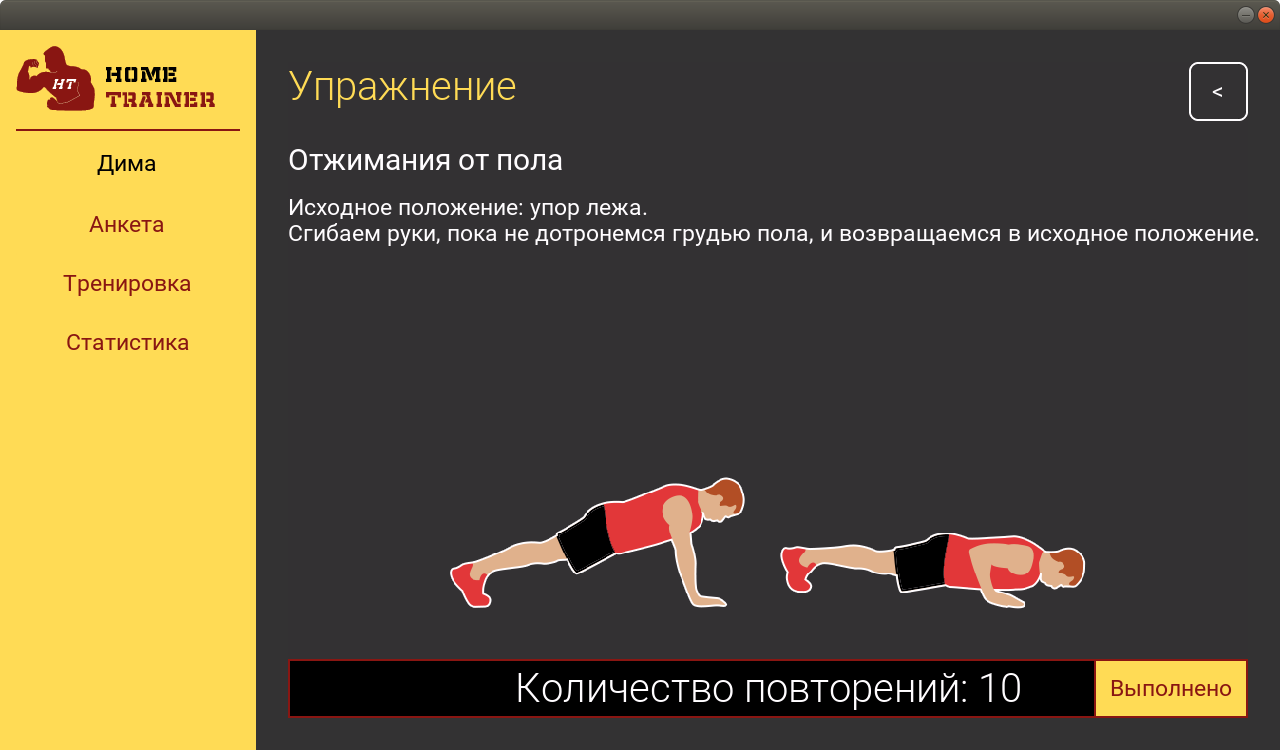 HT
HOME
TRAINER
Дима
Анкета
Тренировка
Статистика
Упражнение
<
Отжимания от пола
Исходное положение: упор лежа.
Сгибаем руки, пока не дотронемся грудью пола, и возвращаемся в исходное положение.
Количество повторений: 10
Выполнено